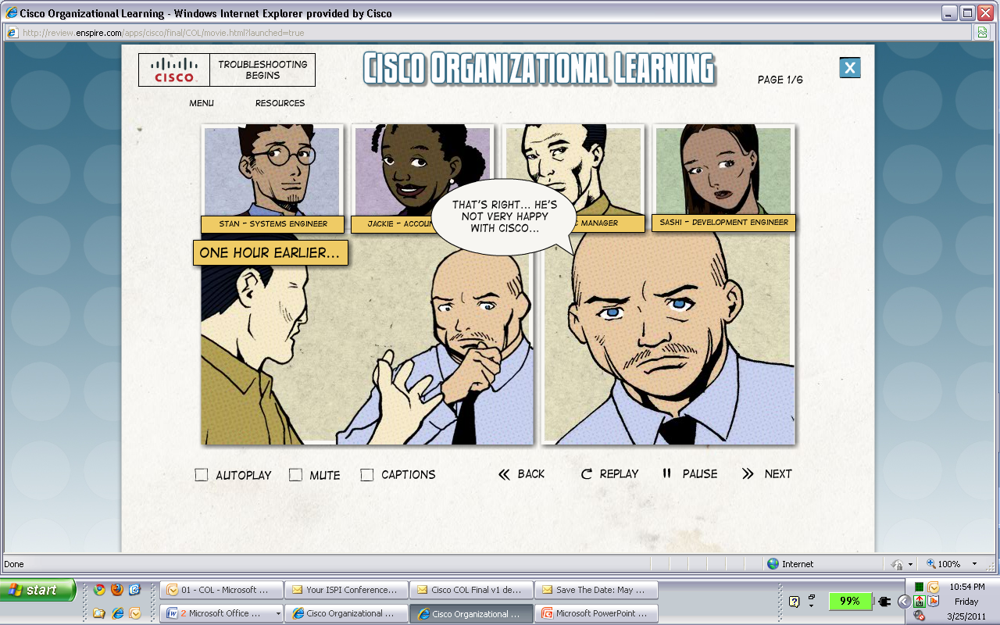 Cisco Organizational Learning - Windows Internet Explorer provided by Cisco
http://review.enspire.com/apps/cisco/final/COL/movie.html?launched=true
CISCO
TROUBLESHOOTING
BEGINS
CISCO ORGANIZATIONAL LEARNING
PAGE 1/6
X
MENU
RESOURCES
STAN - SYSTEMS ENGINEER
JACKIE - ACCOUN
C MANAGER
SASHI - DEVELOPMENT ENGINEER
THAT'S RIGHT... HE'S
NOT VERY HAPPY
WITH CISCO...
ONE HOUR EARLIER...
AUTOPLAY
MUTE
CAPTIONS
BACK
REPLAY
PAUSE
NEXT
Done
Internet
100%
start
01 - COL - Microsoft ...
Your ISPI Conference...
Cisco COL Final v1 de...
Save The Date: May ...
2 Microsoft Office ...
Cisco Organizational ...
Cisco Organizational ...
Microsoft PowerPoint ...
99%
10:54 PM
Friday
3/25/2011